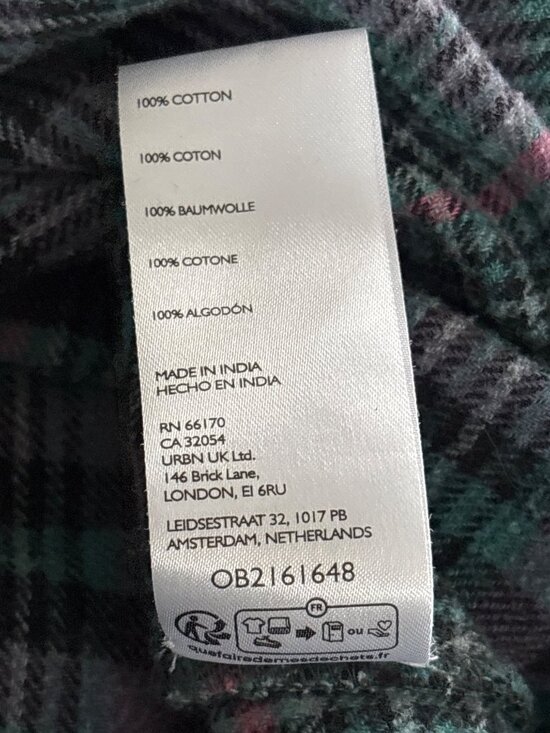 100% COTTON
100% COTON
100% BAUMWOLLE
100% COTONE
100% ALGODÓN
MADE IN INDIA
HECHO EN INDIA
RN 66170
CA 32054
URBN UK Ltd.
146 Brick Lane,
LONDON, E1 6RU
LEIDSESTRAAT 32, 1017 PB
AMSTERDAM, NETHERLANDS
OB2161648
FR
ou
quefairedemesdechets.fr